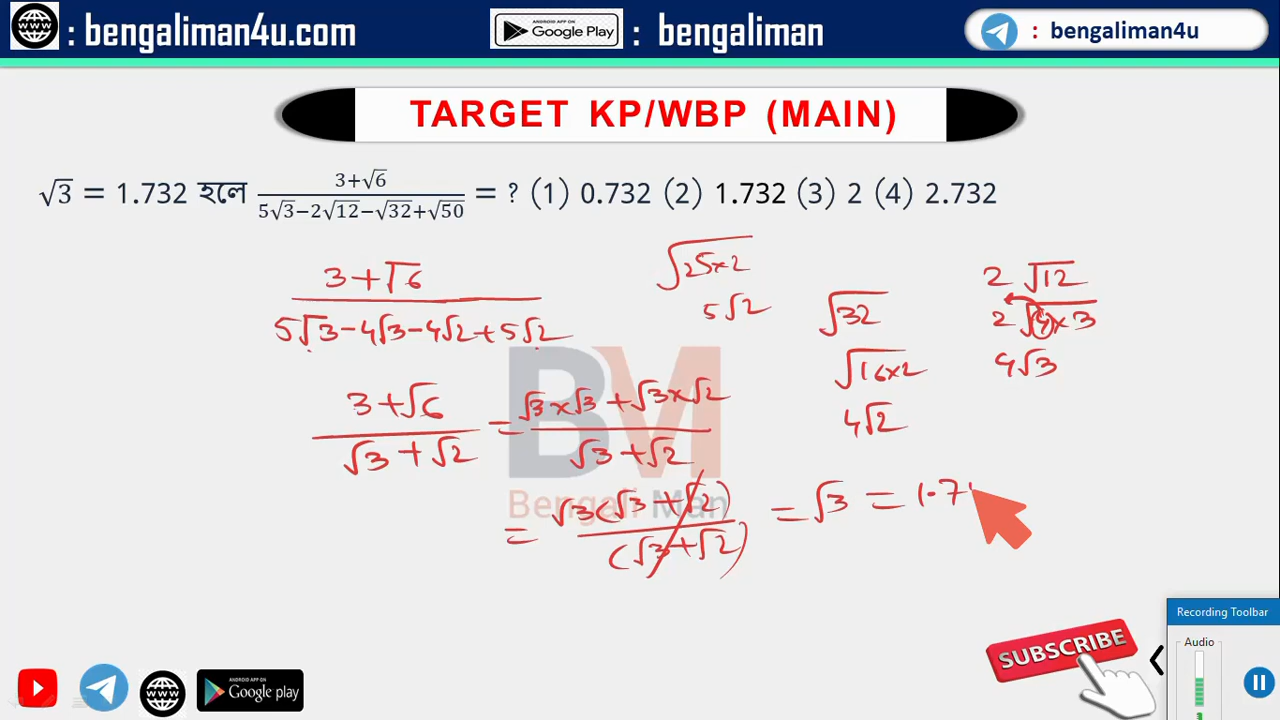 : bengaliman4u.com
ANDROID APP ON
Google Play
: bengaliman
: bengaliman4u
TARGET KP/WBP (MAIN)
√3 = 1.732 হলে (3+√6)/(5√3−2√12−√32+√50) = ? (1) 0.732 (2) 1.732 (3) 2 (4) 2.732
3+√6
5√3−4√3−4√2+5√2
√25×2
5√2
√32
√16×2
4√2
2√12
2√4×3
4√3
3+√6 = √3×√3+√3×√2
√3+√2 √3+√2
BM
Bengali Man
= √3(√3+√2) = √3 = 1.7
(√3+√2)
Recording Toolbar
Audio
SUBSCRIBE
WWW
ANDROID APP ON
Google play